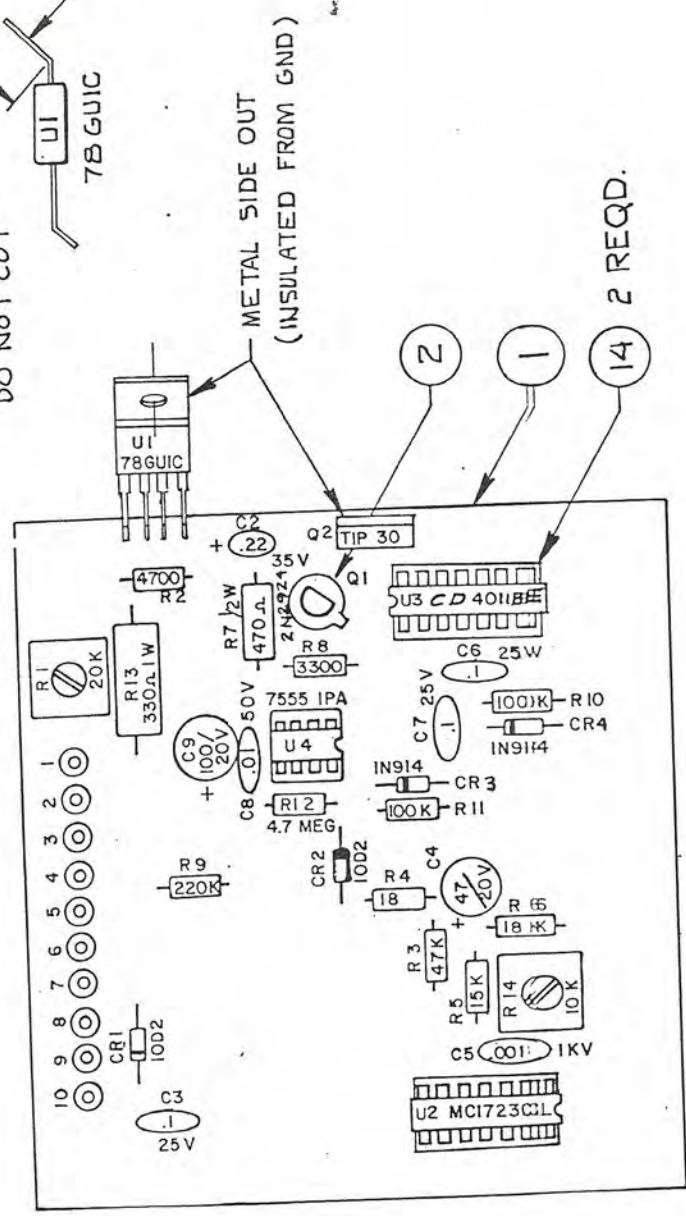 DO NOT CUT
U1
78 GUIC
METAL SIDE OUT
(INSULATED FROM GND)
2
1
14
2 REQD.
U1
78GUIC
4700
R2
C2
+
.22
35V
Q2
TIP 30
Q1
2N2924
R7 1/2W
470Ω
R8
3300
U3 CD 4011BE
C6
.1
25W
C7
25V
.1
100K
R10
CR4
1N914
R1
20K
R13
330Ω 1W
C9
100/
20V
+
C8
.01
50V
7555 IPA
U4
R12
4.7 MEG
1N914
CR3
100K
R11
CR2
10D2
R9
220K
R4
18
C4
47/
20V
+
R 6
18 K
R3
47K
R5
15K
R14
10K
C5
.001
1KV
U2 MC1723CL
1
2
3
4
5
6
7
8
9
10
CR1
10D2
C3
.1
25V